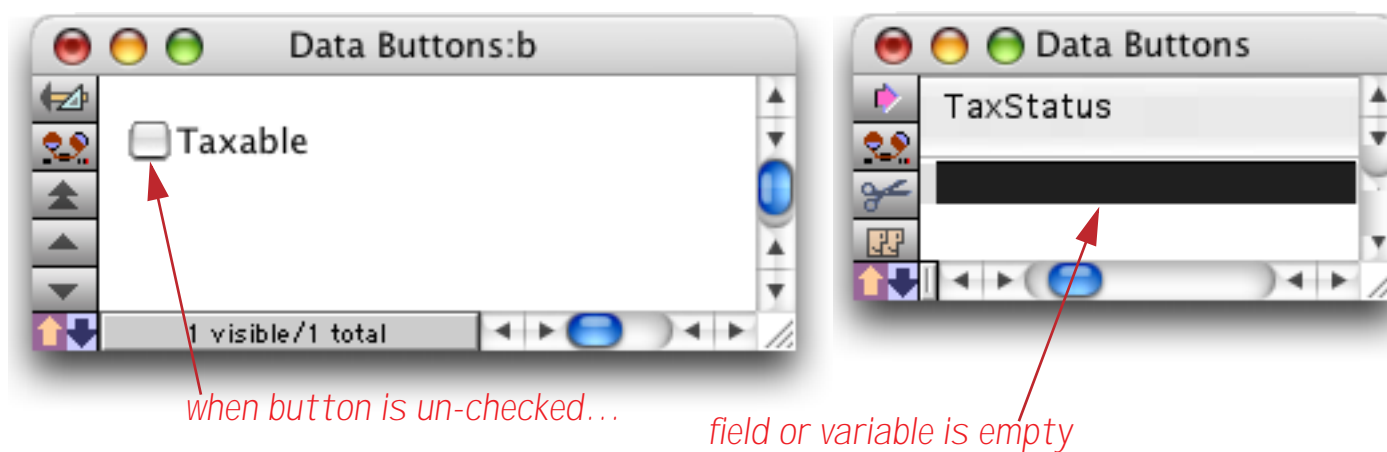 Data Buttons:b
Taxable
1 visible/1 total
when button is un-checked...
Data Buttons
TaxStatus
field or variable is empty